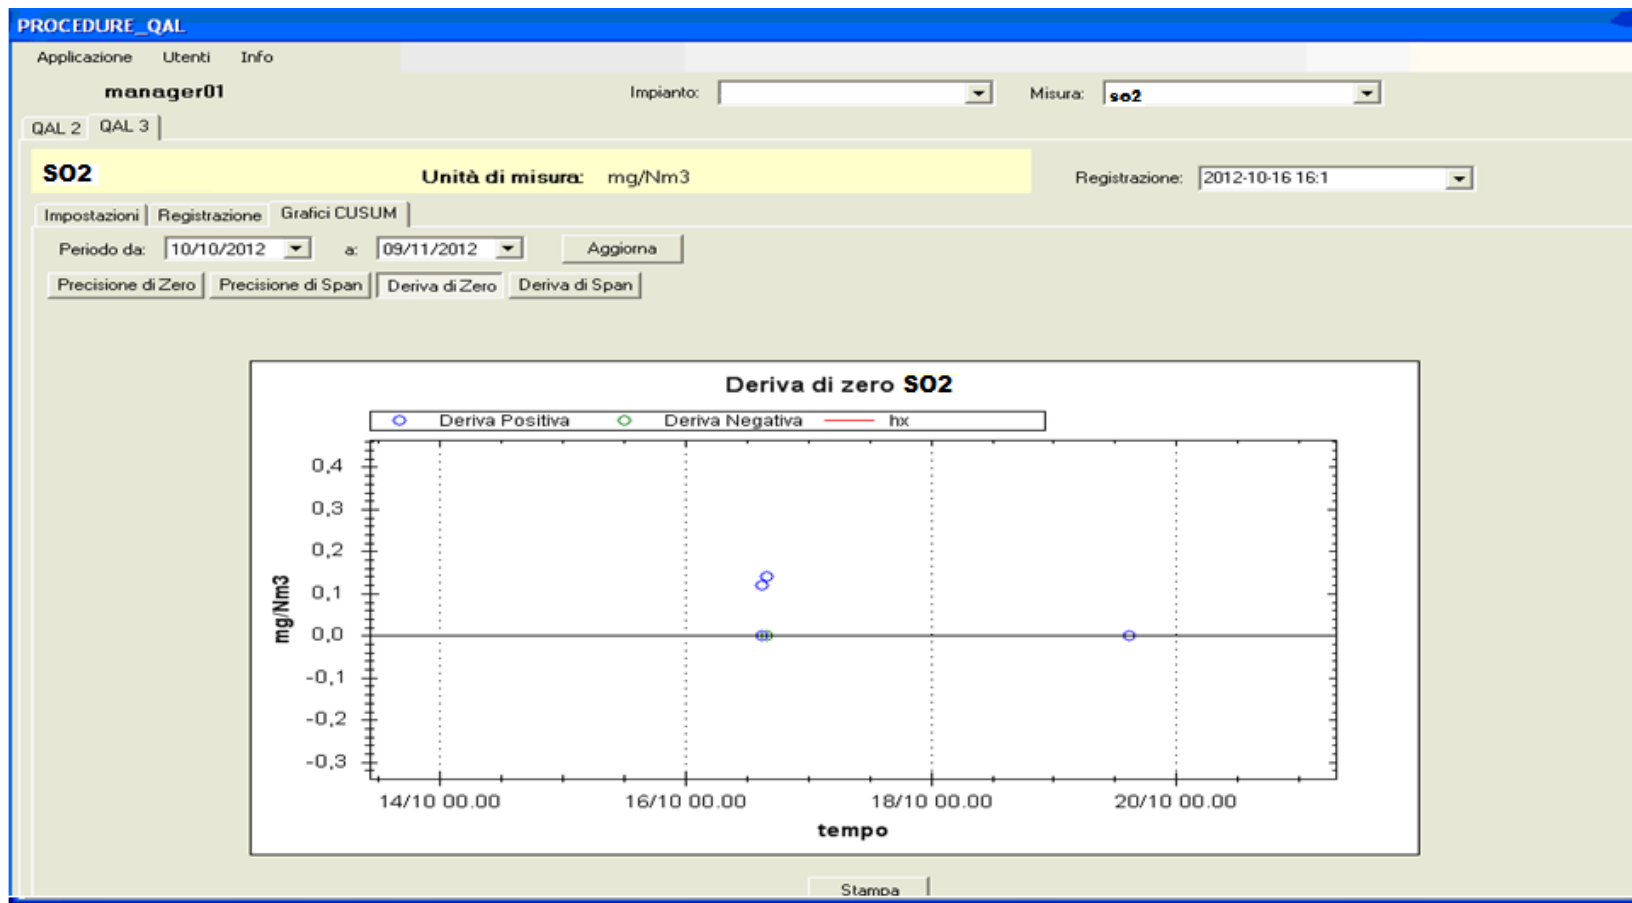 PROCEDURE_QAL
Applicazione Utenti Info
manager01 Impianto: Misura: so2
QAL 2 QAL 3
SO2 Unità di misura: mg/Nm3 Registrazione: 2012-10-16 16:1
Impostazioni Registrazione Grafici CUSUM
Periodo da: 10/10/2012 a: 09/11/2012 Aggiorna
Precisione di Zero Precisione di Span Deriva di Zero Deriva di Span
Deriva di zero SO2
Deriva Positiva Deriva Negativa hx
0,4
0,3
0,2
0,1
0,0
-0,1
-0,2
-0,3
mg/Nm3
14/10 00.00 16/10 00.00 18/10 00.00 20/10 00.00
tempo
Stampa